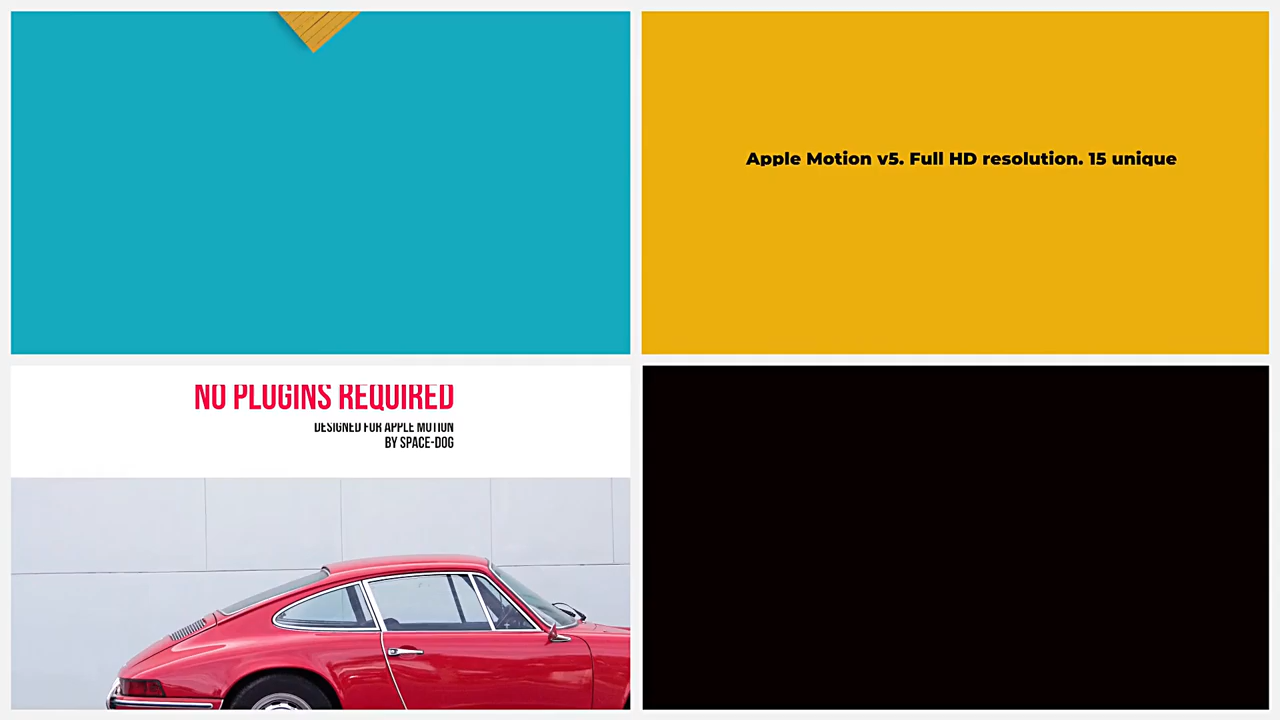 Apple Motion v5. Full HD resolution. 15 unique
NO PLUGINS REQUIRED
DESIGNED FOR APPLE MOTION
BY SPACE-DOG